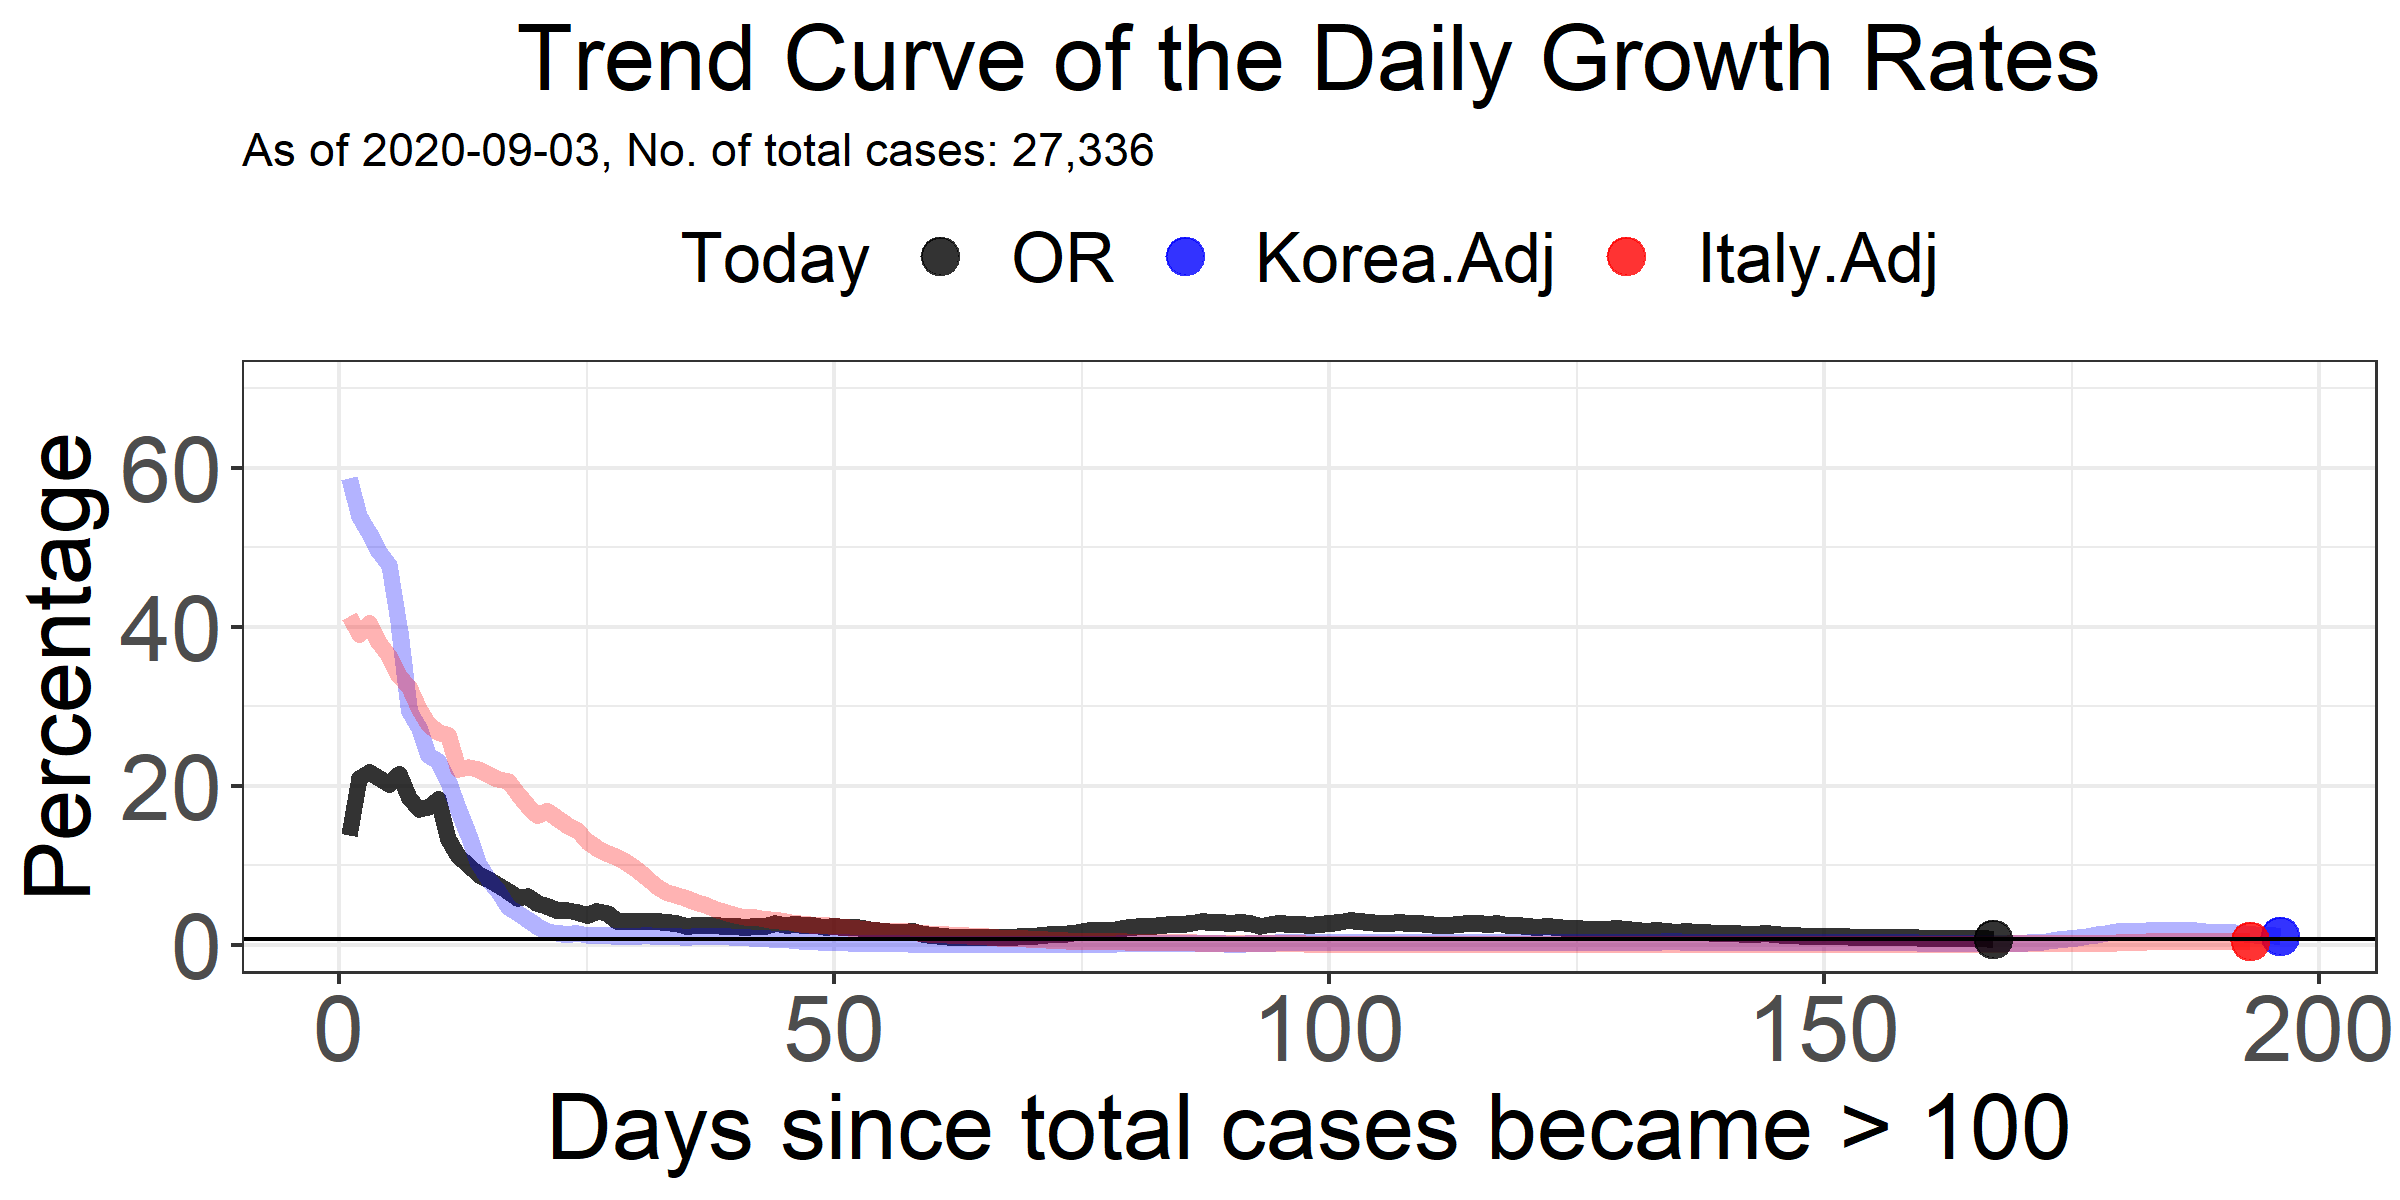 Trend Curve of the Daily Growth Rates
As of 2020-09-03, No. of total cases: 27,336
Today OR Korea.Adj Italy.Adj
Percentage
60
40
20
0
0 50 100 150 200
Days since total cases became > 100